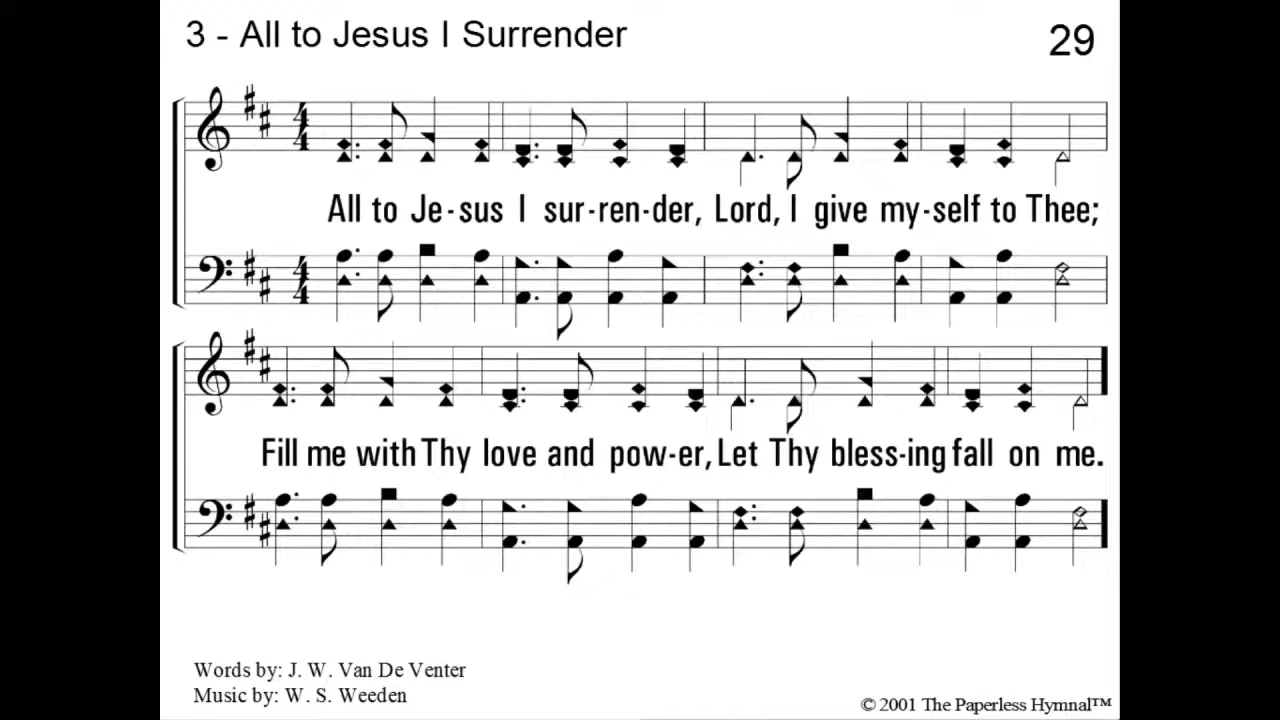 3 - All to Jesus I Surrender
29
All to Je-sus I sur-ren-der, Lord, I give my-self to Thee;
Fill me with Thy love and pow-er, Let Thy bless-ing fall on me.
Words by: J. W. Van De Venter
Music by: W. S. Weeden
© 2001 The Paperless Hymnal™